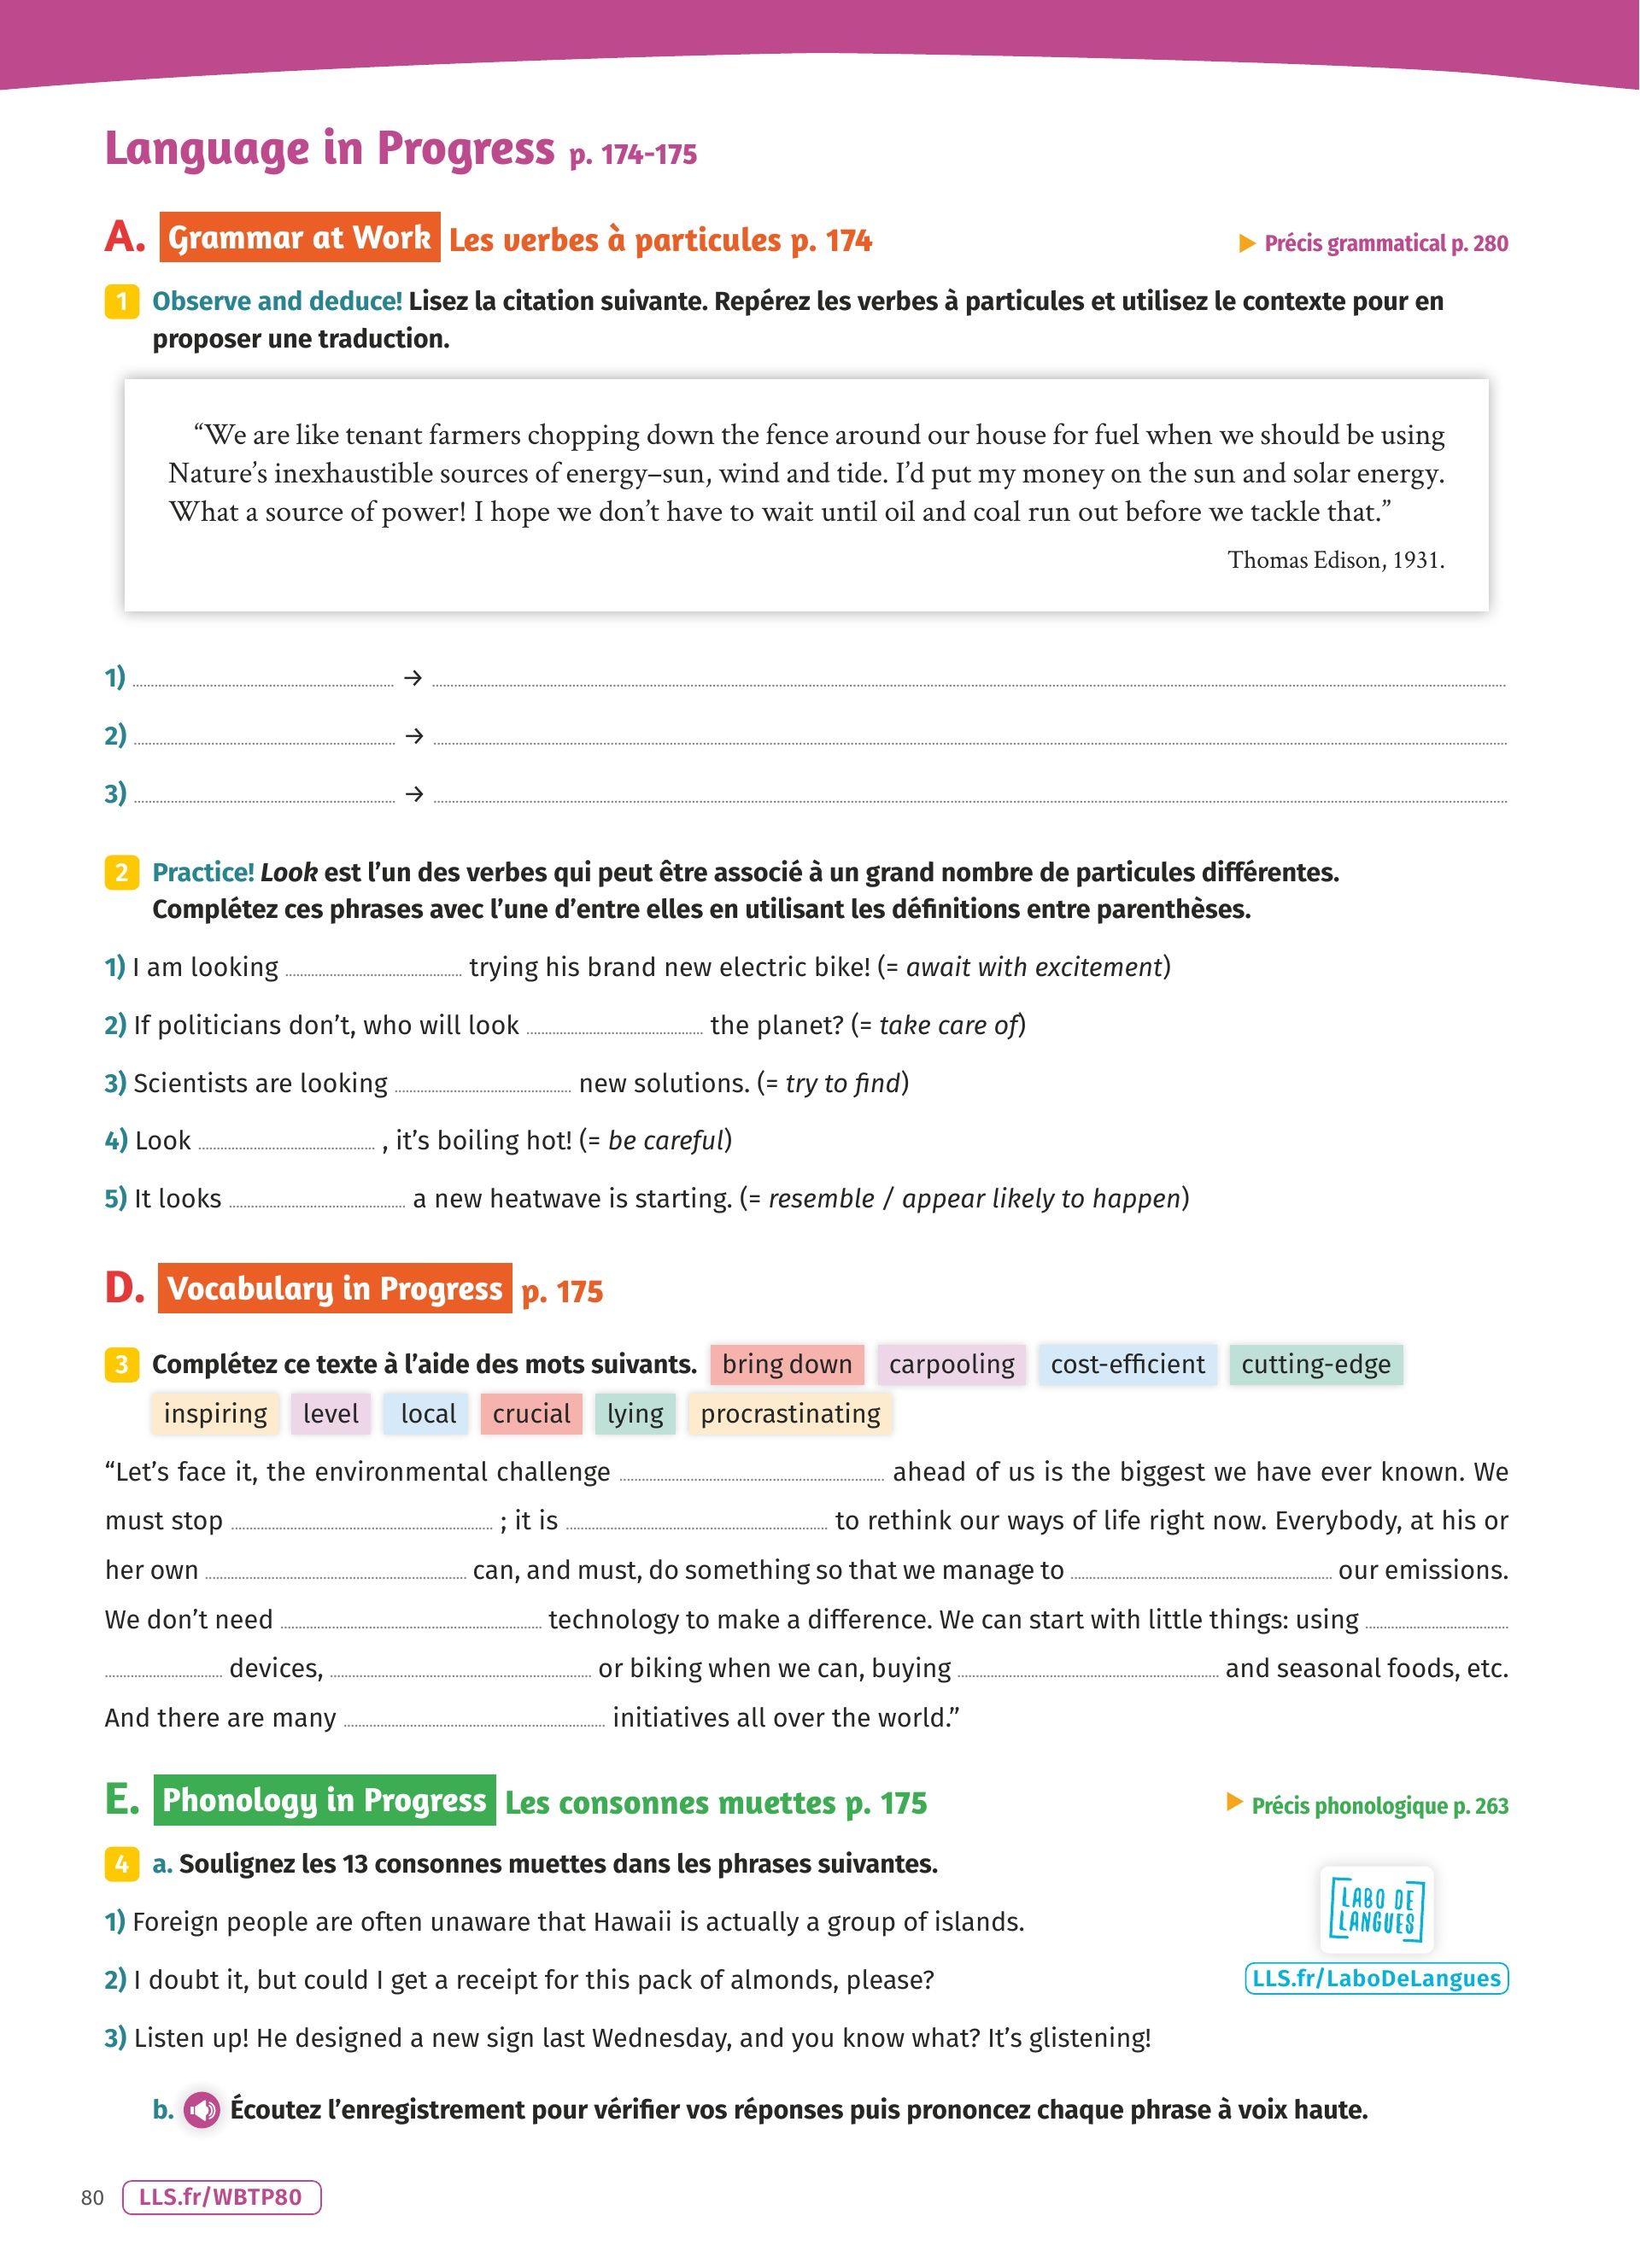 Language in Progress p. 174-175
A. Grammar at Work Les verbes à particules p. 174
▶ Précis grammatical p. 280
1 Observe and deduce! Lisez la citation suivante. Repérez les verbes à particules et utilisez le contexte pour en
proposer une traduction.
“We are like tenant farmers chopping down the fence around our house for fuel when we should be using
Nature’s inexhaustible sources of energy–sun, wind and tide. I’d put my money on the sun and solar energy.
What a source of power! I hope we don’t have to wait until oil and coal run out before we tackle that.”
Thomas Edison, 1931.
1) .................... → ....................
2) .................... → ....................
3) .................... → ....................
2 Practice! Look est l’un des verbes qui peut être associé à un grand nombre de particules différentes.
Complétez ces phrases avec l’une d’entre elles en utilisant les définitions entre parenthèses.
1) I am looking .................... trying his brand new electric bike! (= await with excitement)
2) If politicians don’t, who will look .................... the planet? (= take care of)
3) Scientists are looking .................... new solutions. (= try to find)
4) Look .................... , it’s boiling hot! (= be careful)
5) It looks .................... a new heatwave is starting. (= resemble / appear likely to happen)
D. Vocabulary in Progress p. 175
3 Complétez ce texte à l’aide des mots suivants. bring down carpooling cost-efficient cutting-edge
inspiring level local crucial lying procrastinating
“Let’s face it, the environmental challenge .................... ahead of us is the biggest we have ever known. We
must stop .................... ; it is .................... to rethink our ways of life right now. Everybody, at his or
her own .................... can, and must, do something so that we manage to .................... our emissions.
We don’t need .................... technology to make a difference. We can start with little things: using ....................
.................... devices, .................... or biking when we can, buying .................... and seasonal foods, etc.
And there are many .................... initiatives all over the world.”
E. Phonology in Progress Les consonnes muettes p. 175
▶ Précis phonologique p. 263
4 a. Soulignez les 13 consonnes muettes dans les phrases suivantes.
1) Foreign people are often unaware that Hawaii is actually a group of islands.
2) I doubt it, but could I get a receipt for this pack of almonds, please?
3) Listen up! He designed a new sign last Wednesday, and you know what? It’s glistening!
LABO DE
LANGUES
LLS.fr/LaboDeLangues
b. Écoutez l’enregistrement pour vérifier vos réponses puis prononcez chaque phrase à voix haute.
80 LLS.fr/WBTP80